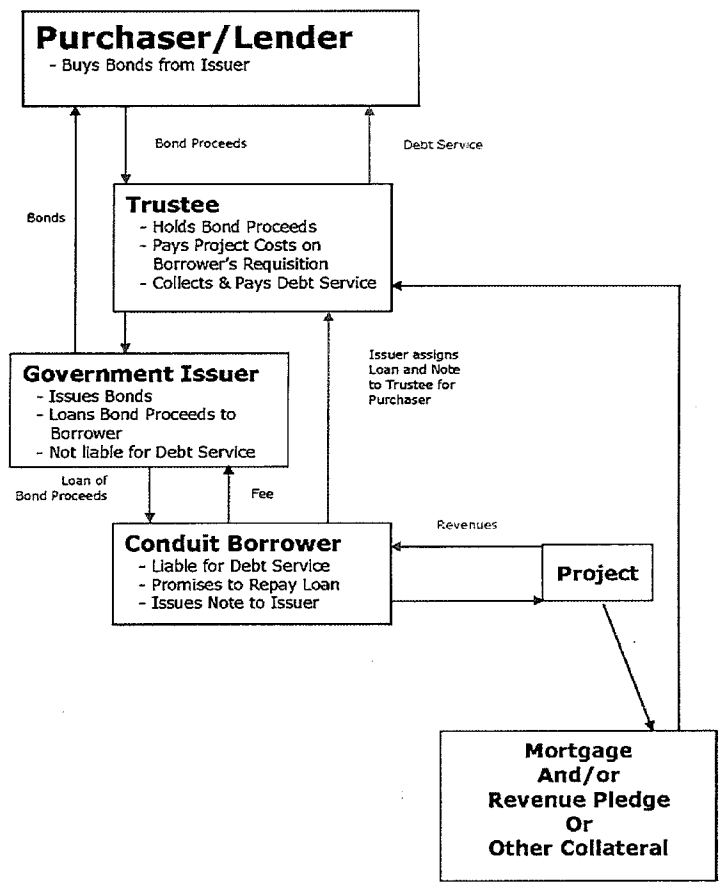 Purchaser/Lender
- Buys Bonds from Issuer
Bond Proceeds
Debt Service
Bonds
Trustee
- Holds Bond Proceeds
- Pays Project Costs on
Borrower's Requisition
- Collects & Pays Debt Service
Issuer assigns
Loan and Note
to Trustee for
Purchaser
Government Issuer
- Issues Bonds
- Loans Bond Proceeds to
Borrower
- Not liable for Debt Service
Loan of
Bond Proceeds
Fee
Conduit Borrower
- Liable for Debt Service
- Promises to Repay Loan
- Issues Note to Issuer
Revenues
Project
Mortgage
And/or
Revenue Pledge
Or
Other Collateral